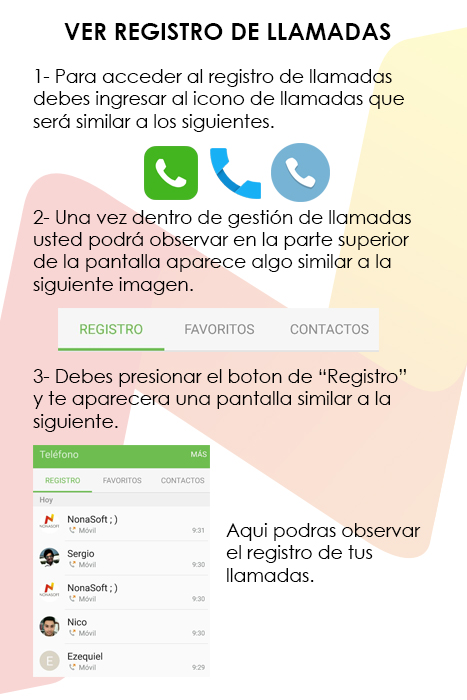 VER REGISTRO DE LLAMADAS
1- Para acceder al registro de llamadas
debes ingresar al icono de llamadas que
será similar a los siguientes.
2- Una vez dentro de gestión de llamadas
usted podrá observar en la parte superior
de la pantalla aparece algo similar a la
siguiente imagen.
REGISTRO FAVORITOS CONTACTOS
3- Debes presionar el boton de “Registro”
y te aparecera una pantalla similar a la
siguiente.
Teléfono MÁS
REGISTRO FAVORITOS CONTACTOS
Hoy
NONASOFT
NonaSoft ; )
Móvil 9:31
Sergio
Móvil 9:30
NONASOFT
NonaSoft ; )
Móvil 9:30
Nico
Móvil 9:30
E
Ezequiel
Móvil 9:29
Aqui podras observar
el registro de tus
llamadas.